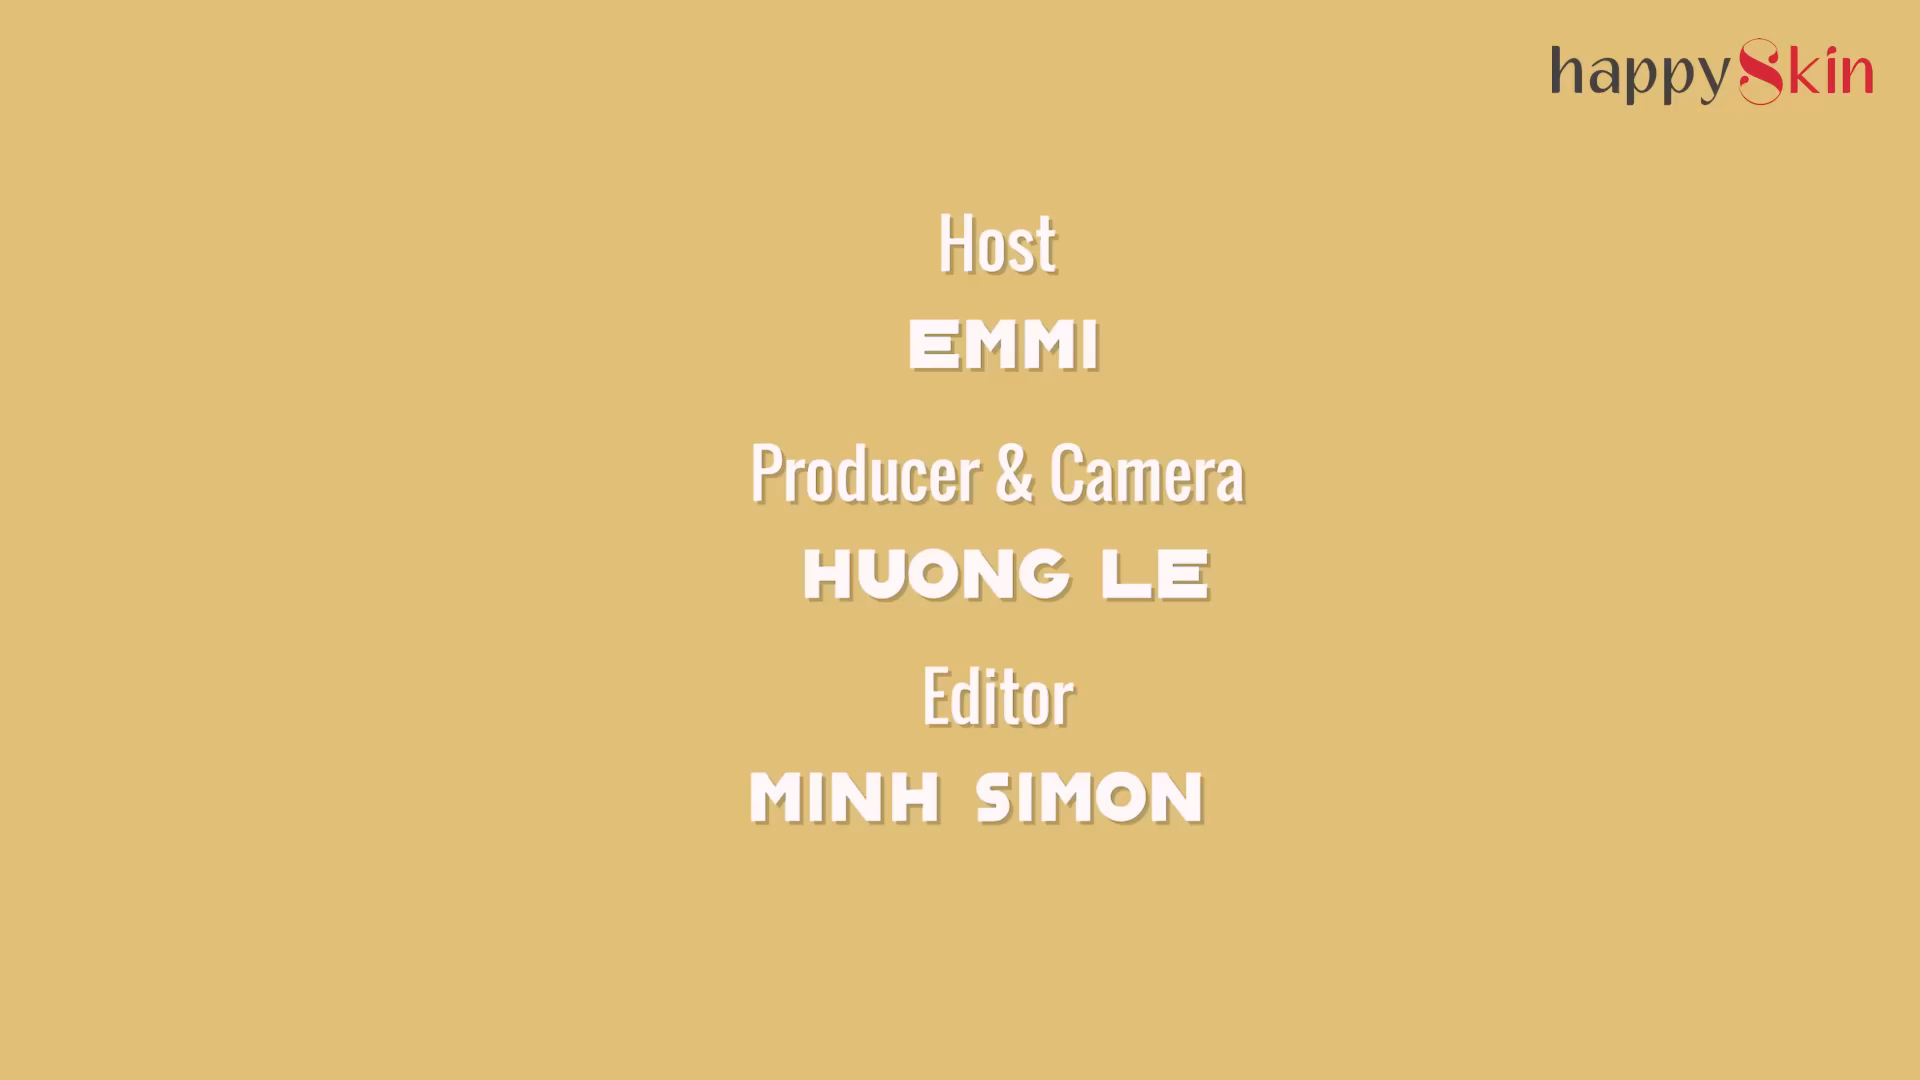 happySkin
Host
EMMI
Producer & Camera
HUONG LE
Editor
MINH SIMON